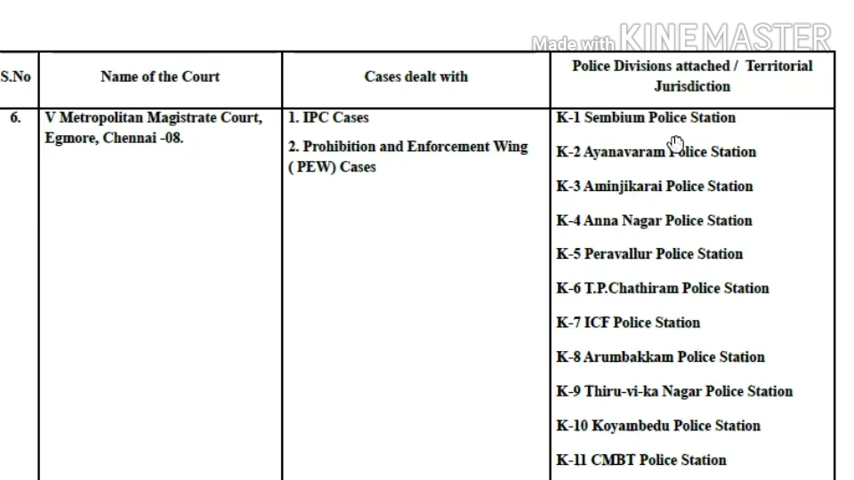 Made with KINEMASTER
S.No
Name of the Court
Cases dealt with
Police Divisions attached / Territorial
Jurisdiction
6.
V Metropolitan Magistrate Court,
Egmore, Chennai -08.
1. IPC Cases
2. Prohibition and Enforcement Wing
( PEW) Cases
K-1 Sembium Police Station
K-2 Ayanavaram Police Station
K-3 Aminjikarai Police Station
K-4 Anna Nagar Police Station
K-5 Peravallur Police Station
K-6 T.P.Chathiram Police Station
K-7 ICF Police Station
K-8 Arumbakkam Police Station
K-9 Thiru-vi-ka Nagar Police Station
K-10 Koyambedu Police Station
K-11 CMBT Police Station